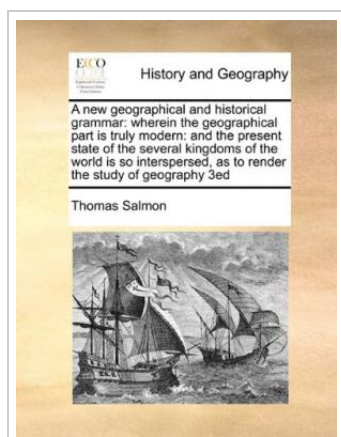 ECCO
History and Geography
A new geographical and historical
grammar: wherein the geographical
part is truly modern: and the present
state of the several kingdoms of the
world is so interspersed, as to render
the study of geography 3ed
Thomas Salmon